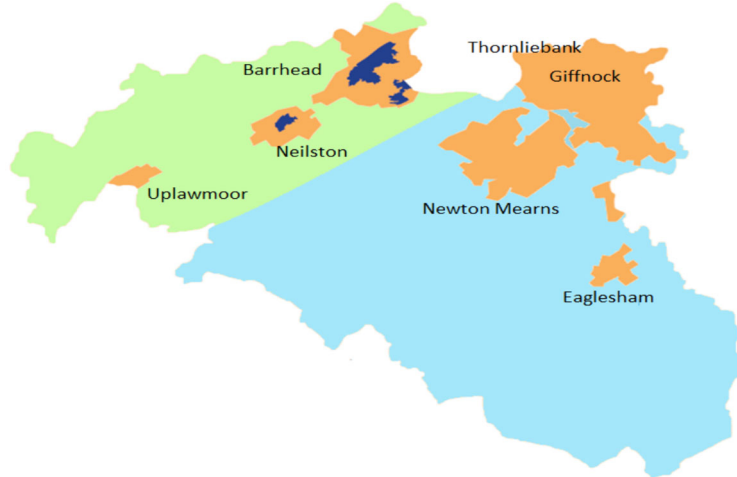 Thornliebank
Barrhead
Giffnock
Neilston
Uplawmoor
Newton Mearns
Eaglesham